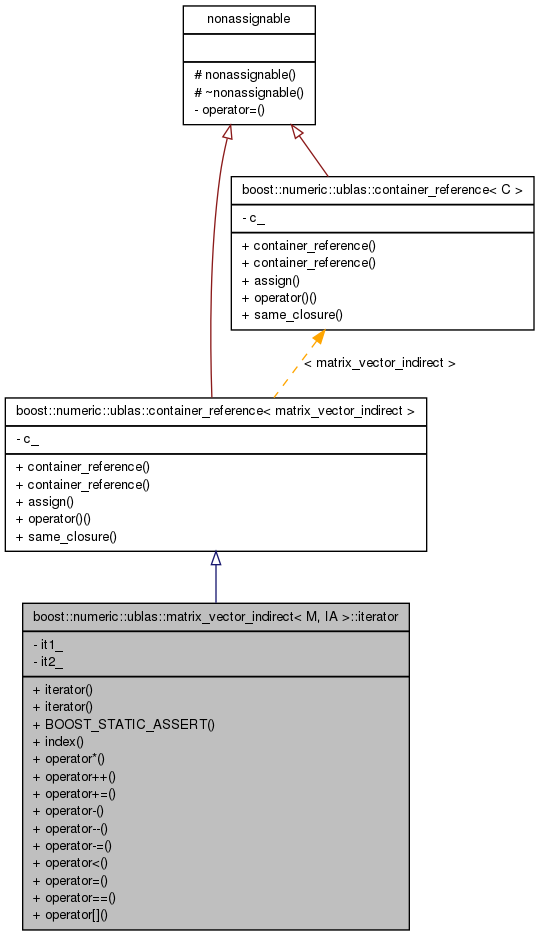 nonassignable
# nonassignable()
# ~nonassignable()
- operator=()
boost::numeric::ublas::container_reference< C >
- c_
+ container_reference()
+ container_reference()
+ assign()
+ operator()()
+ same_closure()
< matrix_vector_indirect >
boost::numeric::ublas::container_reference< matrix_vector_indirect >
- c_
+ container_reference()
+ container_reference()
+ assign()
+ operator()()
+ same_closure()
boost::numeric::ublas::matrix_vector_indirect< M, IA >::iterator
- it1_
- it2_
+ iterator()
+ iterator()
+ BOOST_STATIC_ASSERT()
+ index()
+ operator*()
+ operator++()
+ operator+=()
+ operator-()
+ operator--()
+ operator-=()
+ operator<()
+ operator=()
+ operator==()
+ operator[]()